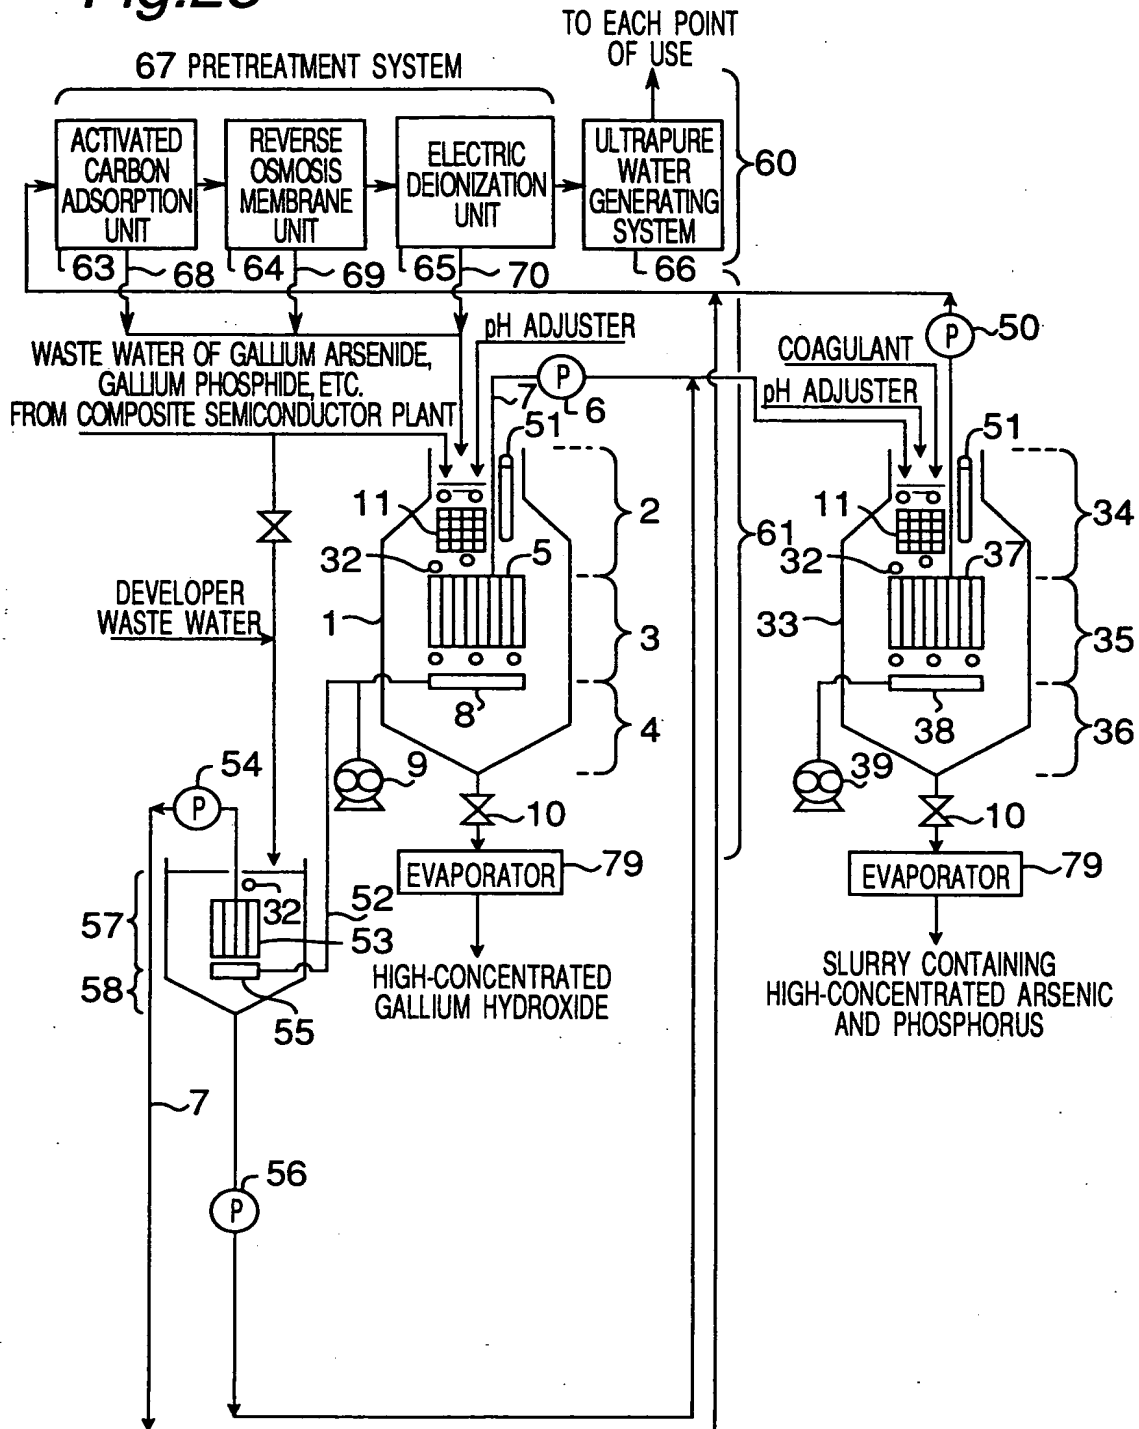 TO EACH POINT
OF USE
67 PRETREATMENT SYSTEM
ACTIVATED
CARBON
ADSORPTION
UNIT
REVERSE
OSMOSIS
MEMBRANE
UNIT
ELECTRIC
DEIONIZATION
UNIT
ULTRAPURE
WATER
GENERATING
SYSTEM
60
63
68
64
69
65
70
66
WASTE WATER OF GALLIUM ARSENIDE,
GALLIUM PHOSPHIDE, ETC.
FROM COMPOSITE SEMICONDUCTOR PLANT
pH ADJUSTER
P
50
COAGULANT
pH ADJUSTER
P
7
6
51
51
11
2
61
11
34
32
5
32
37
DEVELOPER
WASTE WATER
1
3
33
35
8
4
38
36
54
9
39
P
10
10
EVAPORATOR
79
EVAPORATOR
79
57
32
52
53
58
55
HIGH-CONCENTRATED
GALLIUM HYDROXIDE
SLURRY CONTAINING
HIGH-CONCENTRATED ARSENIC
AND PHOSPHORUS
7
56
P